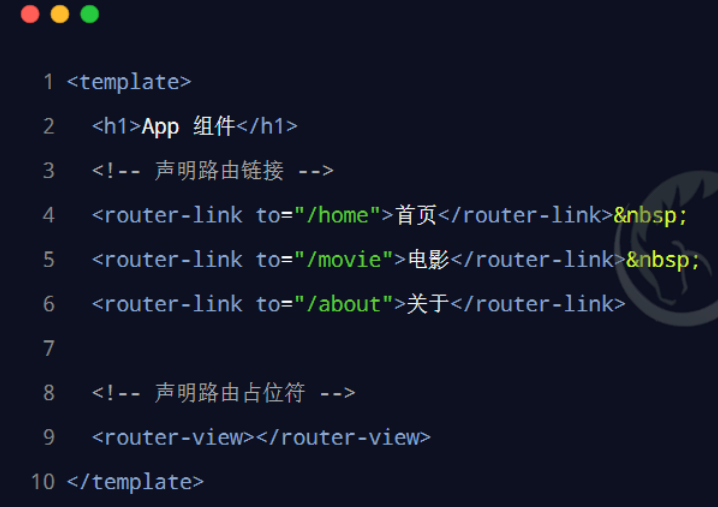 1 <template>
2 <h1>App 组件</h1>
3 <!-- 声明路由链接 -->
4 <router-link to="/home">首页</router-link>&nbsp;
5 <router-link to="/movie">电影</router-link>&nbsp;
6 <router-link to="/about">关于</router-link>
7
8 <!-- 声明路由占位符 -->
9 <router-view></router-view>
10 </template>